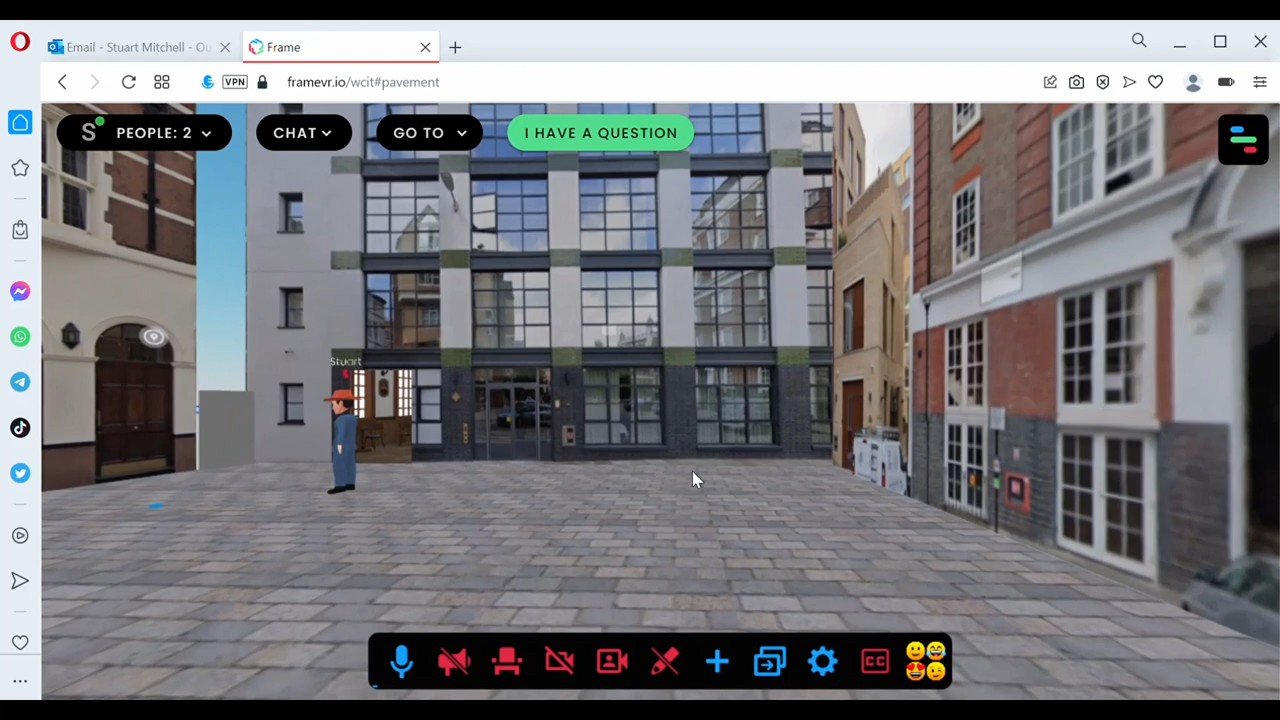 Email - Stuart Mitchell - Ou
Frame
VPN
framevr.io/wcit#pavement
S PEOPLE: 2
CHAT
GO TO
I HAVE A QUESTION
Stuart
CC